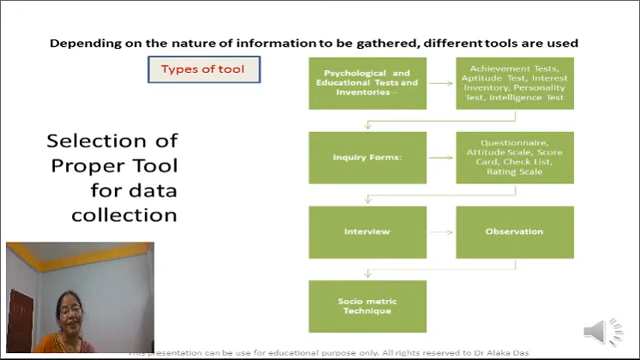 Depending on the nature of information to be gathered, different tools are used
Types of tool
Selection of
Proper Tool
for data
collection
Psychological and
Educational Tests and
Inventories –
Achievement Tests,
Aptitude Test, Interest
Inventory, Personality
Test, Intelligence Test
Inquiry Forms:
Questionnaire,
Attitude Scale, Score
Card, Check List,
Rating Scale
Interview
Observation
Socio metric
Technique
This presentation can be use for educational purpose only. All rights reserved to Dr Alaka Das